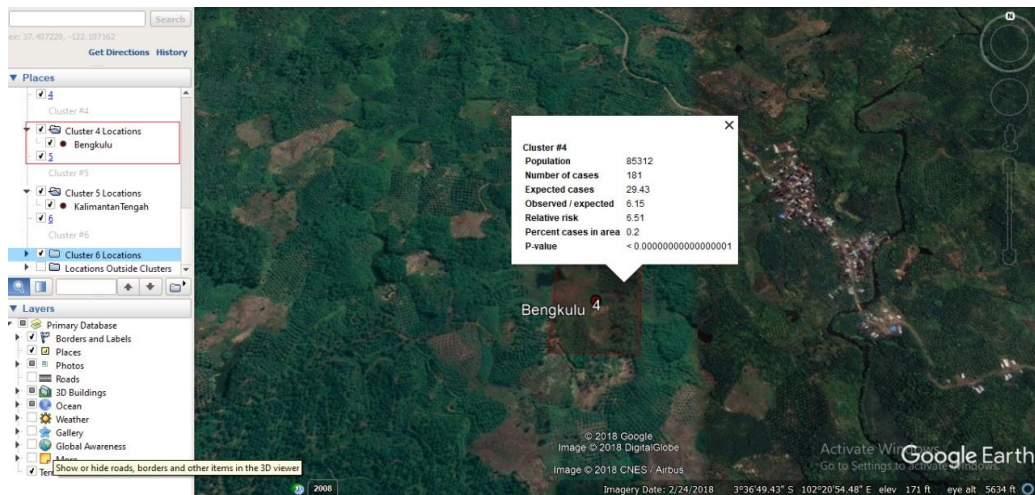 Search
ex: 37.407229, -122.107162
Get Directions History
Places
4
Cluster #4
Cluster 4 Locations
Bengkulu
5
Cluster #5
Cluster 5 Locations
KalimantanTengah
6
Cluster #6
Cluster 6 Locations
Locations Outside Clusters
Layers
Primary Database
Borders and Labels
Places
Photos
Roads
3D Buildings
Ocean
Weather
Gallery
Global Awareness
More
Show or hide roads, borders and other items in the 3D viewer
Cluster #4
Population 85312
Number of cases 181
Expected cases 29.43
Observed / expected 6.15
Relative risk 6.51
Percent cases in area 0.2
P-value < 0.00000000000000001
Bengkulu 4
N
© 2018 Google
Image © 2018 DigitalGlobe
Image © 2018 CNES / Airbus
Activate Windows
Go to Settings to activate Windows.
Google Earth
2008
Imagery Date: 2/24/2018 3°36'49.43" S 102°20'54.48" E elev 171 ft eye alt 5634 ft